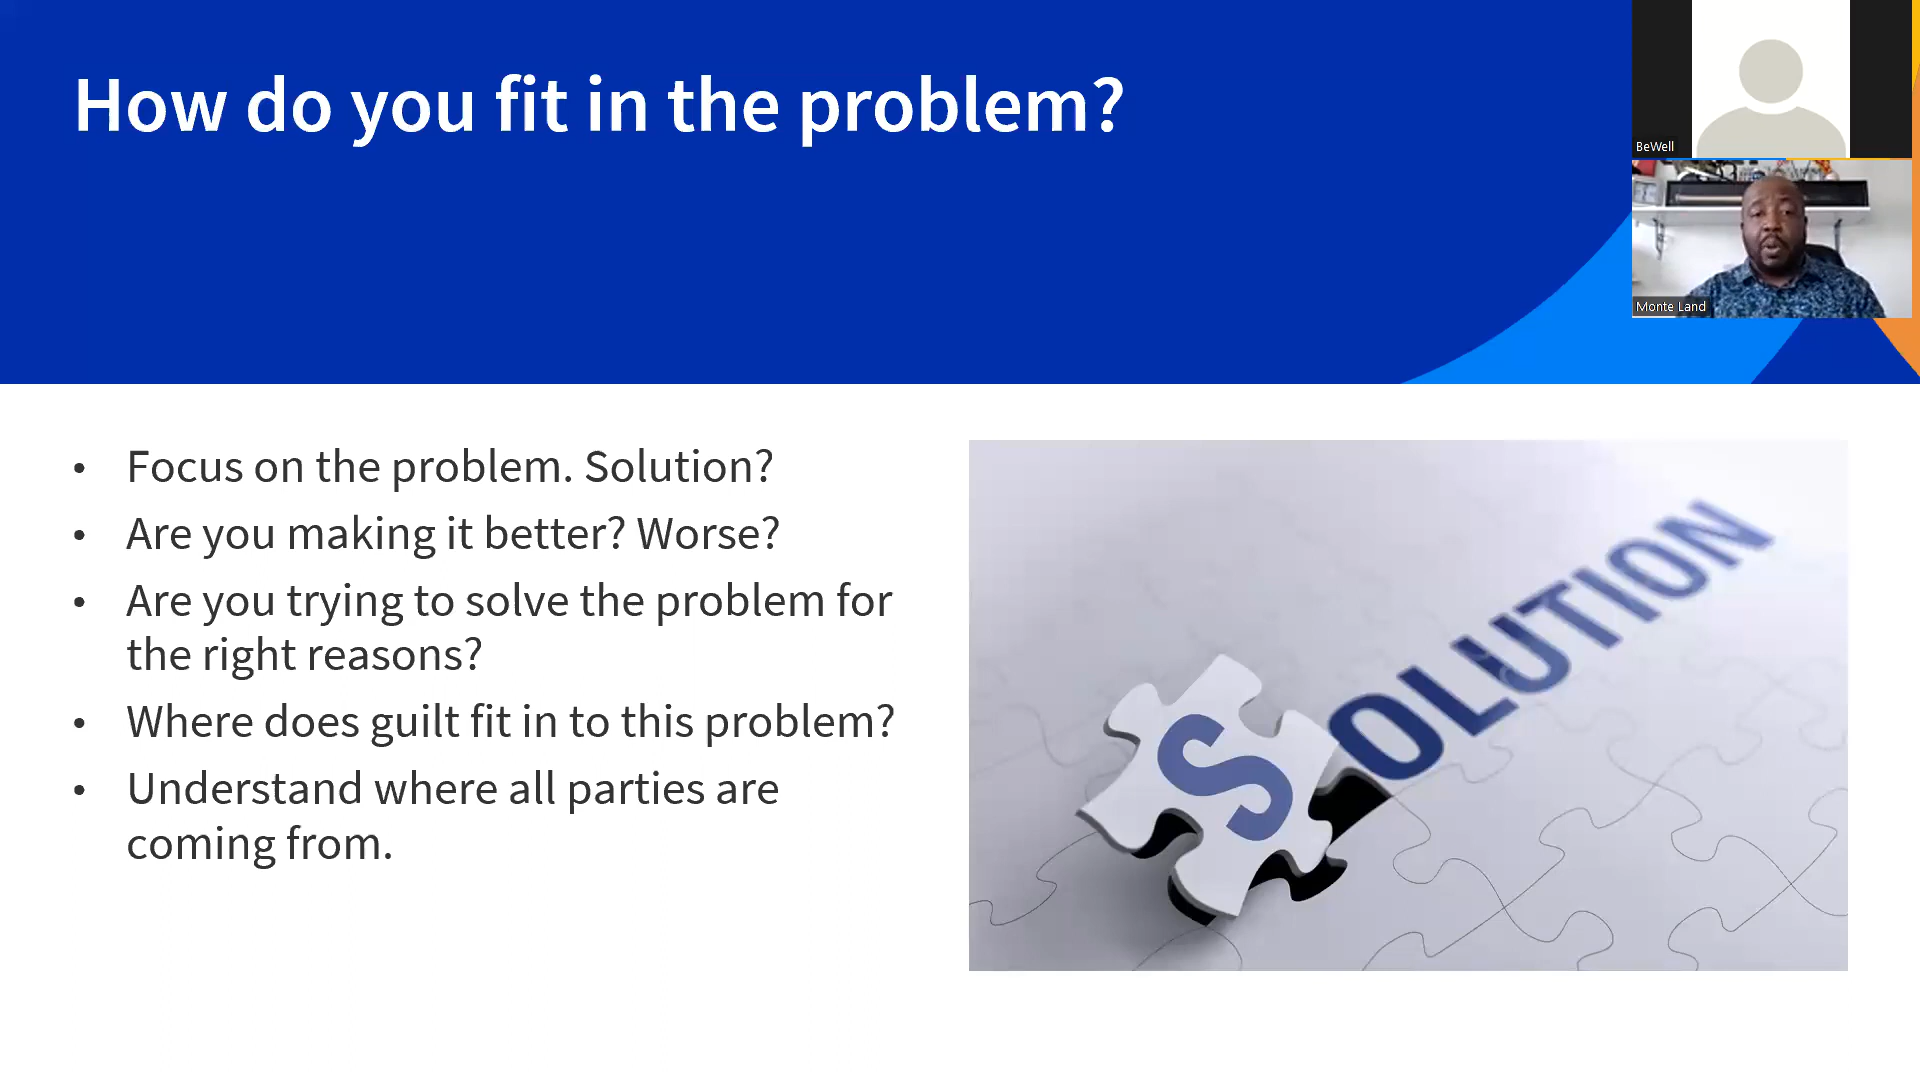 How do you fit in the problem?
BeWell
Monte Land
• Focus on the problem. Solution?
• Are you making it better? Worse?
• Are you trying to solve the problem for
the right reasons?
• Where does guilt fit in to this problem?
• Understand where all parties are
coming from.
SOLUTION